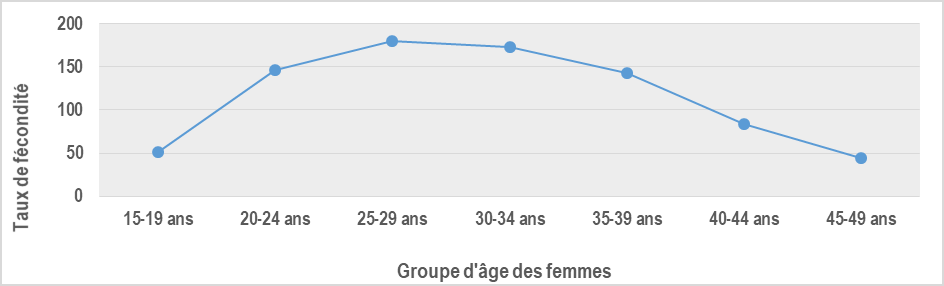 Taux de fécondité
200
150
100
50
0
15-19 ans 20-24 ans 25-29 ans 30-34 ans 35-39 ans 40-44 ans 45-49 ans
Groupe d'âge des femmes